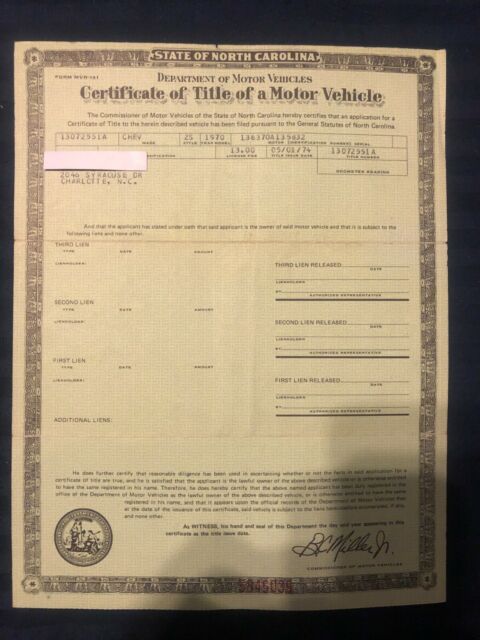 STATE OF NORTH CAROLINA
FORM MVR-191
DEPARTMENT OF MOTOR VEHICLES
Certificate of Title of a Motor Vehicle
The Commissioner of Motor Vehicles of the State of North Carolina hereby certifies that an application for a
Certificate of Title to the herein described vehicle has been filed pursuant to the General Statutes of North Carolina.
13072551A CHEV 2S 1970 136370A135832
MAKE STYLE YEAR MODEL MOTOR IDENTIFICATION NUMBERS SERIAL
13.00 05/01/74 13072551A
LICENSE FEE TITLE ISSUE DATE TITLE NUMBER
ODOMETER READING
2046 SYRACUSE DR
CHARLOTTE, N.C.
And that the applicant has stated under oath that said applicant is the owner of said motor vehicle and that it is subject to the
following liens and none other.
THIRD LIEN
TYPE DATE AMOUNT
LIENHOLDER:
THIRD LIEN RELEASED DATE
LIENHOLDER
BY
AUTHORIZED REPRESENTATIVE
SECOND LIEN
TYPE DATE AMOUNT
LIENHOLDER:
SECOND LIEN RELEASED DATE
LIENHOLDER
BY
AUTHORIZED REPRESENTATIVE
FIRST LIEN
TYPE DATE AMOUNT
LIENHOLDER:
FIRST LIEN RELEASED DATE
LIENHOLDER
BY
AUTHORIZED REPRESENTATIVE
ADDITIONAL LIENS:
He does further certify that reasonable diligence has been used in ascertaining whether or not the facts in said application for a
certificate of title are true, and he is satisfied that the applicant is the lawful owner of the above described vehicle or is otherwise entitled
to have the same registered in his name. Therefore, he does hereby certify that the above named applicant has been duly registered in the
office of the Department of Motor Vehicles as the lawful owner of the above described vehicle, or is otherwise entitled to have the same
registered in his name, and that it appears upon the official records of the Department of Motor Vehicles that
at the date of the issuance of this certificate, said vehicle is subject to the liens hereinbefore enumerated, if any,
and none other.
As WITNESS, his hand and seal of this Department the day and year appearing in this
certificate as the title issue date.
COMMISSIONER OF MOTOR VEHICLES